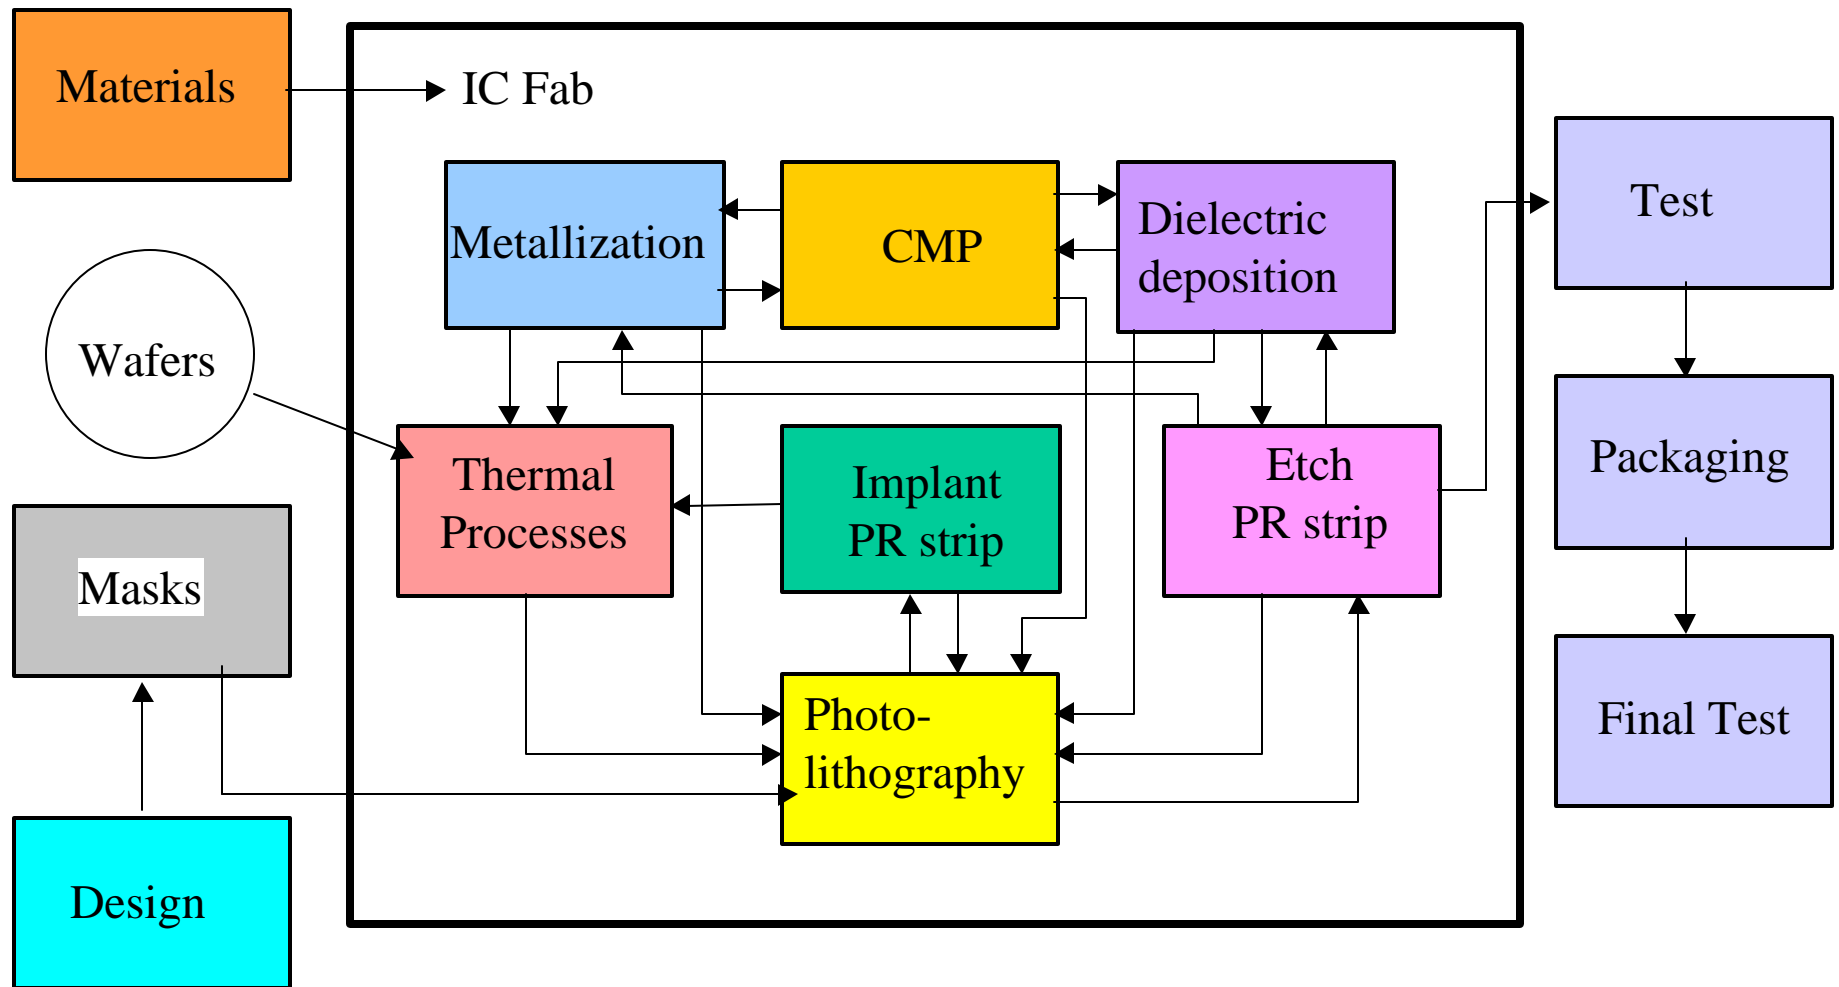 Materials
IC Fab
Metallization
CMP
Dielectric
deposition
Test
Wafers
Thermal
Processes
Implant
PR strip
Etch
PR strip
Packaging
Masks
Photo-
lithography
Final Test
Design